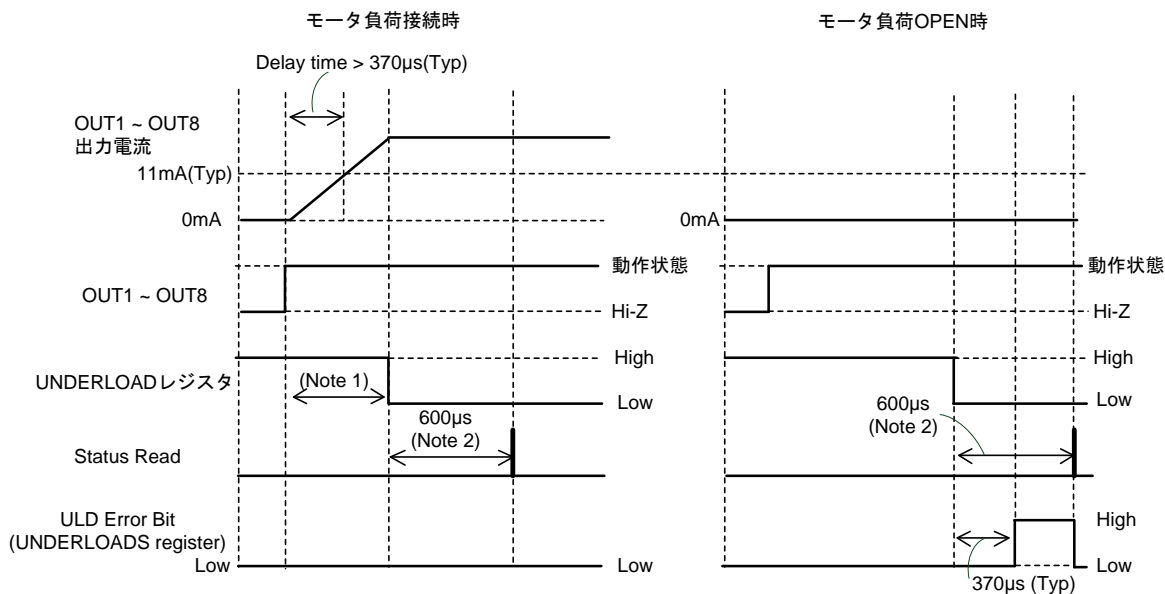 モータ負荷接続時
モータ負荷OPEN時
Delay time > 370μs(Typ)
OUT1 ~ OUT8
出力電流
11mA(Typ)
0mA
0mA
動作状態
動作状態
OUT1 ~ OUT8
Hi-Z
Hi-Z
High
High
UNDERLOADレジスタ
(Note 1)
Low
Low
600μs
(Note 2)
600μs
(Note 2)
Status Read
ULD Error Bit
(UNDERLOADS register)
High
Low
Low
Low
370μs (Typ)